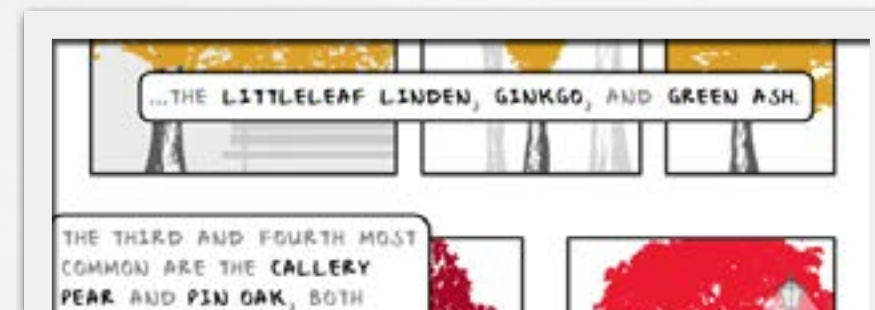 ...THE LITTLELEAF LINDEN, GINKGO, AND GREEN ASH.
THE THIRD AND FOURTH MOST
COMMON ARE THE CALLERY
PEAR AND PIN OAK, BOTH